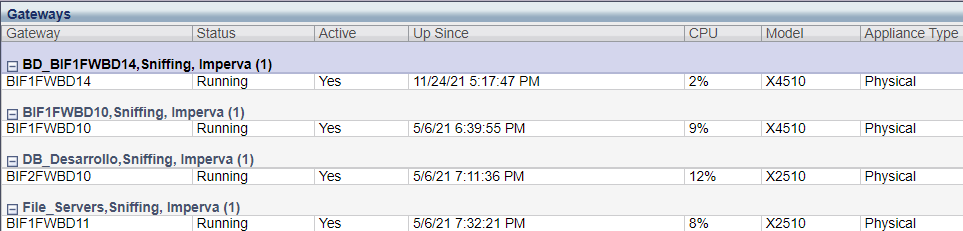 Gateways
Gateway Status Active Up Since CPU Model Appliance Type
BD_BIF1FWBD14,Sniffing, Imperva (1)
BIF1FWBD14 Running Yes 11/24/21 5:17:47 PM 2% X4510 Physical
BIF1FWBD10,Sniffing, Imperva (1)
BIF1FWBD10 Running Yes 5/6/21 6:39:55 PM 9% X4510 Physical
DB_Desarrollo,Sniffing, Imperva (1)
BIF2FWBD10 Running Yes 5/6/21 7:11:36 PM 12% X2510 Physical
File_Servers,Sniffing, Imperva (1)
BIF1FWBD11 Running Yes 5/6/21 7:32:21 PM 8% X2510 Physical